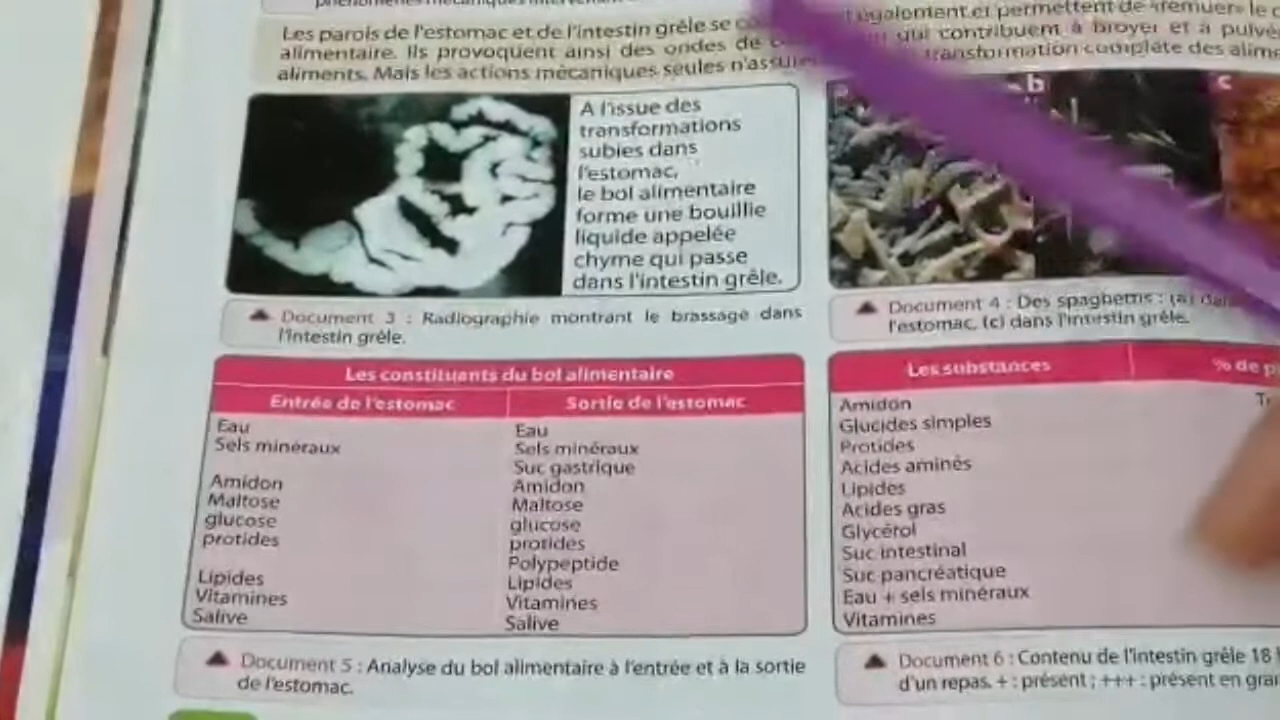 Les parois de l'estomac et de l'intestin grêle se
également et permettent de «remuer» le
alimentaire. Ils provoquent ainsi des ondes de
qui contribuent à broyer et à
aliments. Mais les actions mécaniques seules
transformation complète des
A l'issue des
transformations
subies dans
l'estomac,
le bol alimentaire
forme une bouillie
liquide appelée
chyme qui passe
dans l'intestin grêle.
b
c
Document 3 : Radiographie montrant le brassage dans
l'intestin grêle.
Document 4 : Des spaghettis : (a)
l'estomac, (c) dans l'intestin grêle.
Les constituants du bol alimentaire
Entrée de l'estomac
Sortie de l'estomac
Eau
Sels minéraux
Amidon
Maltose
glucose
protides
Lipides
Vitamines
Salive
Eau
Sels minéraux
Suc gastrique
Amidon
Maltose
glucose
protides
Polypeptide
Lipides
Vitamines
Salive
Document 5 : Analyse du bol alimentaire à l'entrée et à la sortie
de l'estomac.
Les substances
% de
Amidon
Glucides simples
Protides
Acides aminés
Lipides
Acides gras
Glycérol
Suc intestinal
Suc pancréatique
Eau + sels minéraux
Vitamines
Document 6 : Contenu de l'intestin grêle 18
d'un repas. + : présent ; +++ : présent en